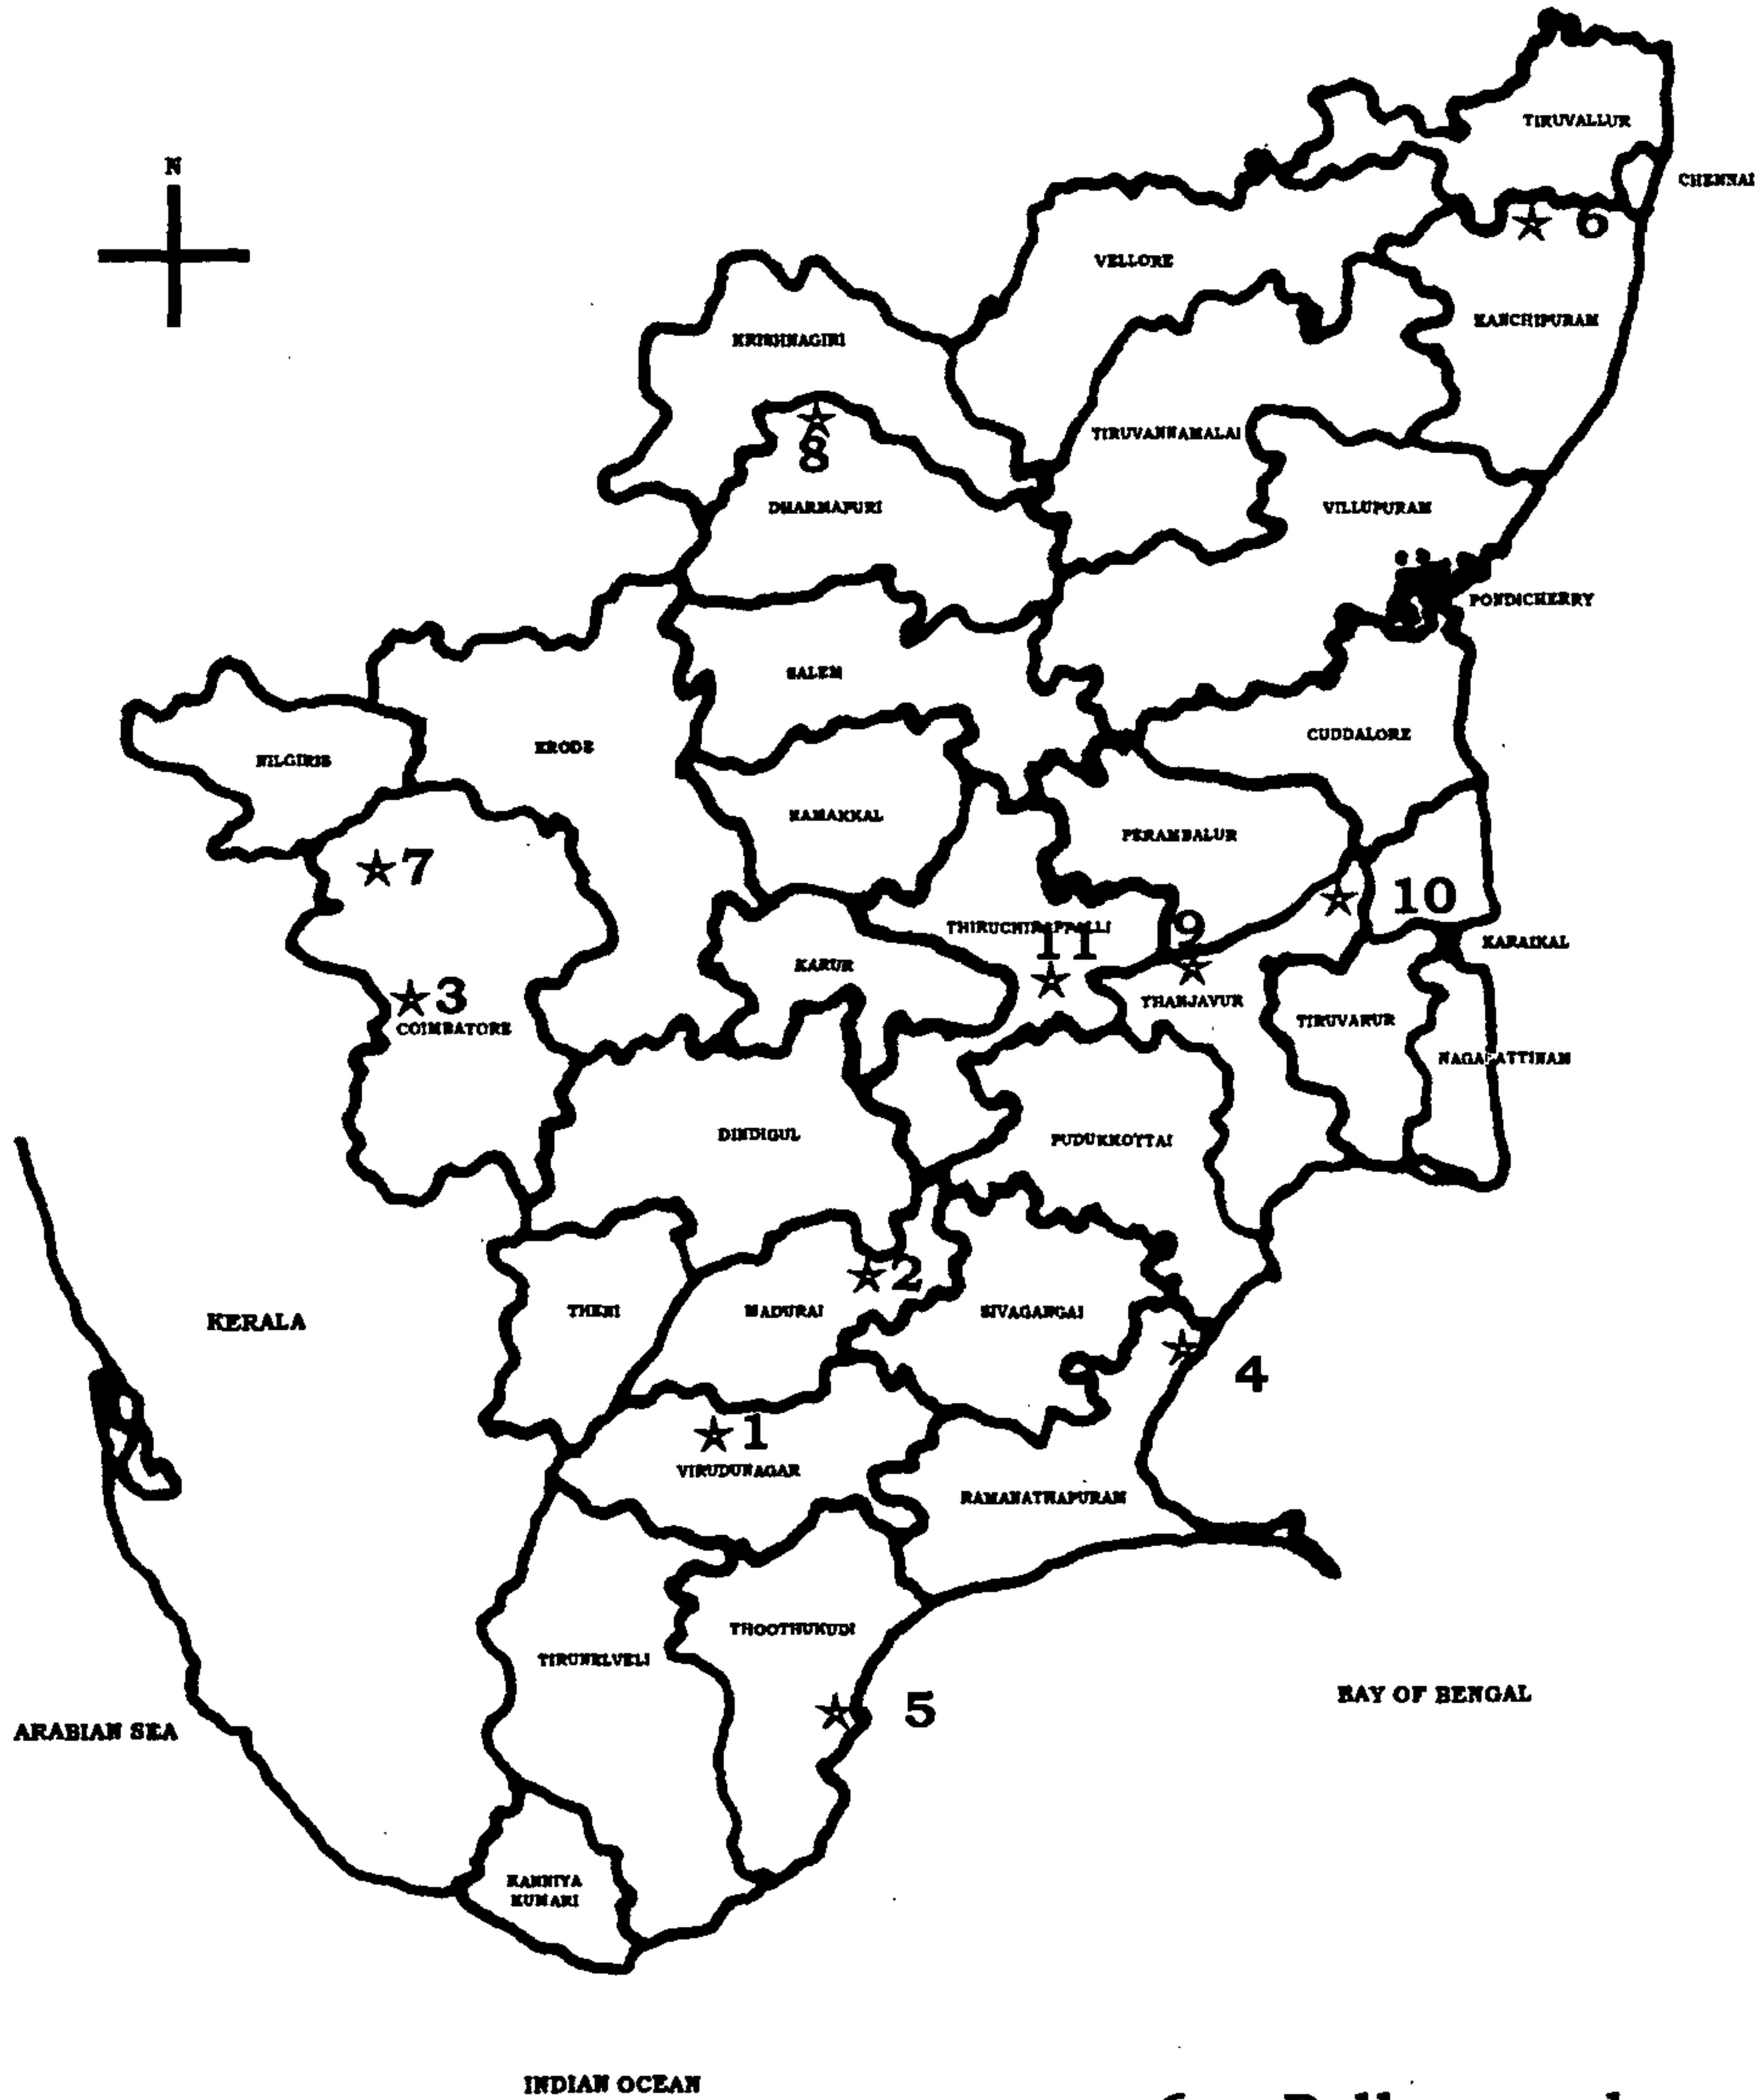 TIRUVALLUR
N
CHENNAI
6
VELLORE
KANCHIPURAM
KRISHNAGIRI
TIRUVANNAMALAI
8
DHARMAPURI
VILLUPURAM
PONDICHERRY
SALEM
CUDDALORE
ERODE
NILGIRIS
NAMAKKAL
PERAMBALUR
7
10
THIRUCHIRAPPALLI
9
11
KARAIKAL
KARUR
3
THANJAVUR
COIMBATORE
TIRUVARUR
NAGAPATTINAM
DINDIGUL
PUDUKKOTTAI
2
THENI
MADURAI
SIVAGANGAI
KERALA
4
1
VIRUDUNAGAR
RAMANATHAPURAM
THOOTHUKUDI
TIRUNELVELI
BAY OF BENGAL
5
ARABIAN SEA
KANNIYA
KUMARI
INDIAN OCEAN